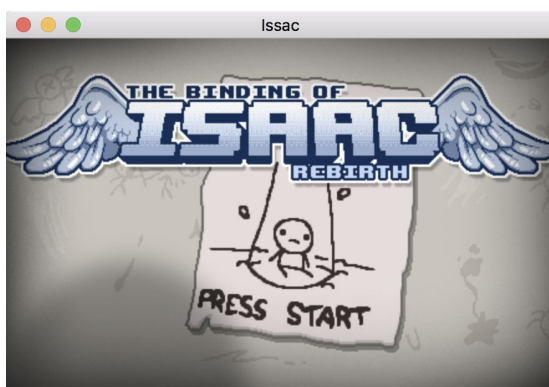 Issac
THE BINDING OF
ISAAC
REBIRTH
PRESS START